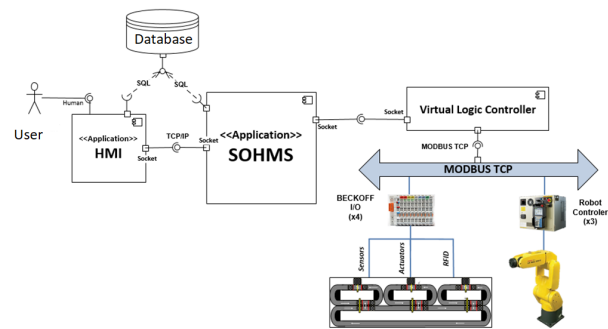 Database
SQL
SQL
Human
User
<<Application>>
HMI
Socket
TCP/IP
Socket
<<Application>>
SOHMS
Socket
Socket
Virtual Logic Controller
MODBUS TCP
MODBUS TCP
BECKOFF
I/O
(x4)
Robot
Controler
(x3)
Sensors
Actuators
RFID